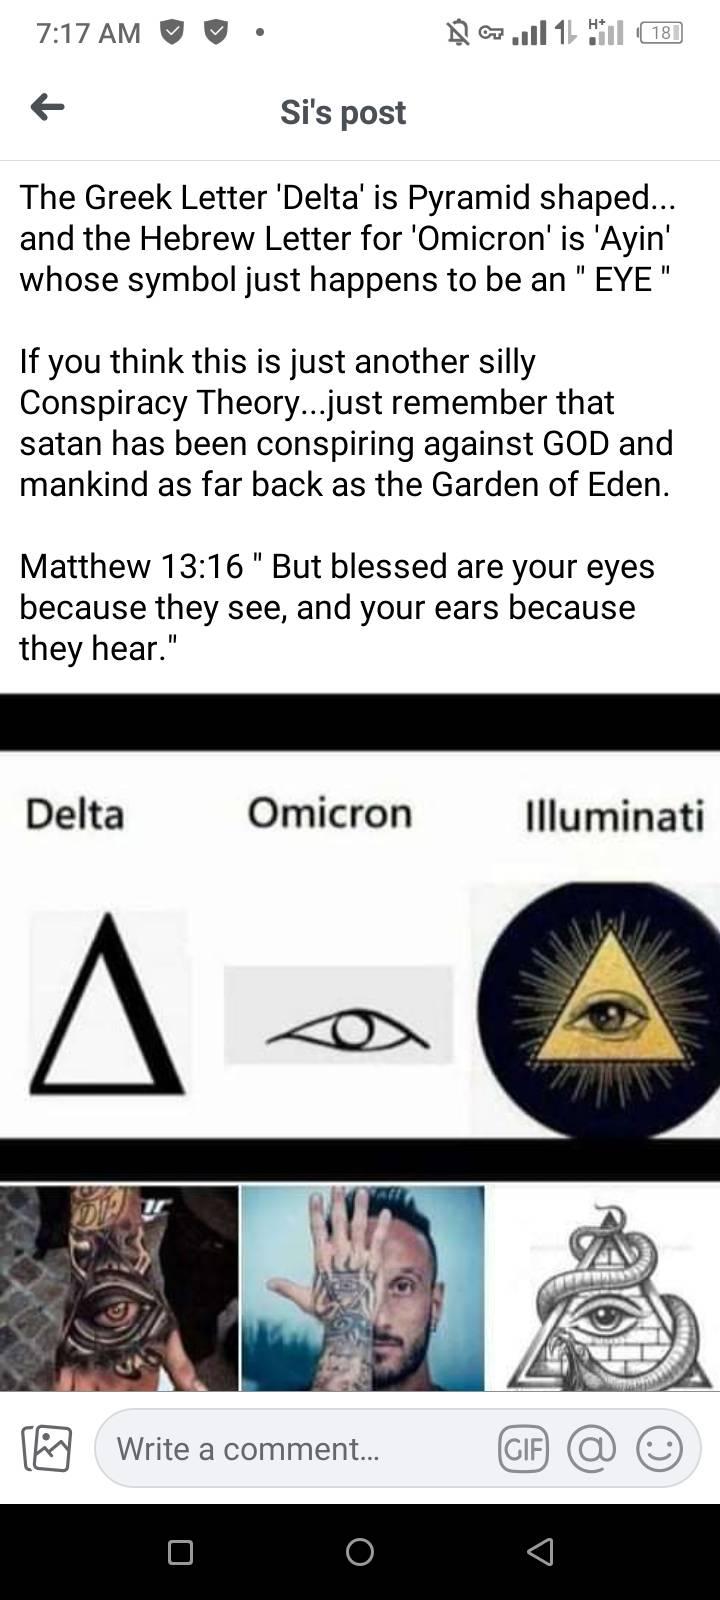 7:17 AM
H+
18
Si's post
The Greek Letter 'Delta' is Pyramid shaped...
and the Hebrew Letter for 'Omicron' is 'Ayin'
whose symbol just happens to be an " EYE "
If you think this is just another silly
Conspiracy Theory...just remember that
satan has been conspiring against GOD and
mankind as far back as the Garden of Eden.
Matthew 13:16 " But blessed are your eyes
because they see, and your ears because
they hear."
Delta Omicron Illuminati
Δ
Write a comment...
GIF @